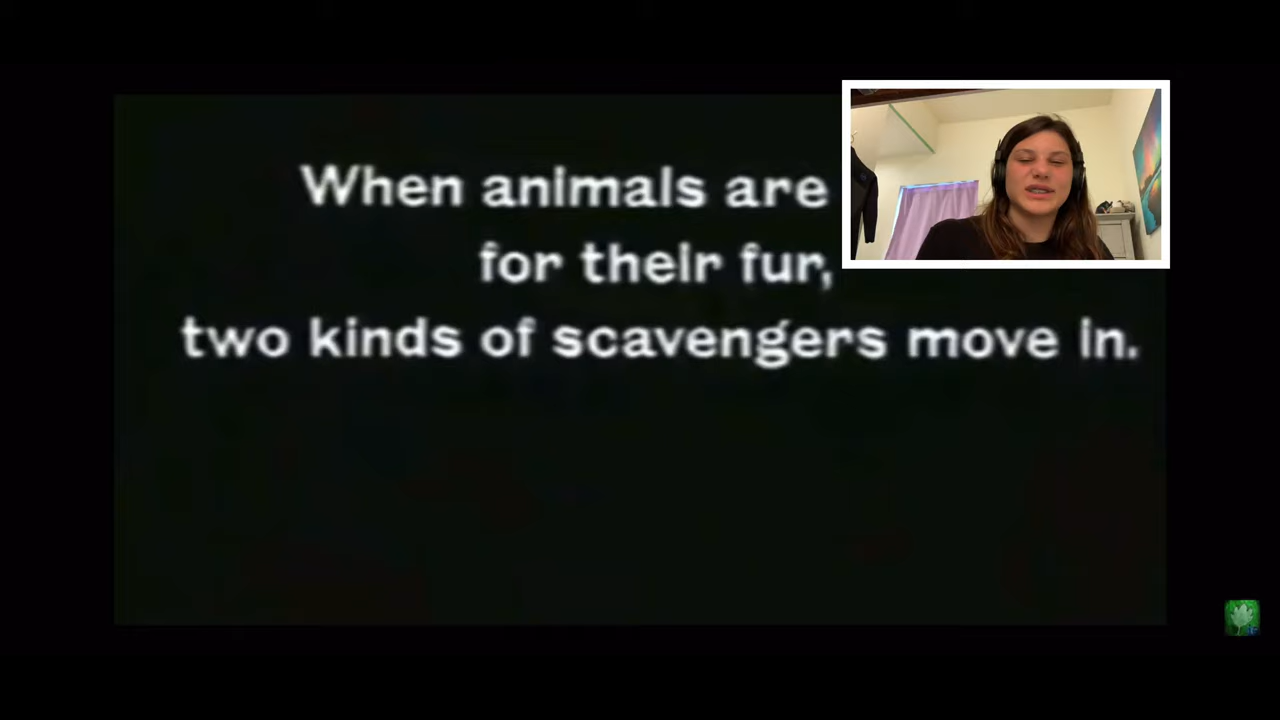 When animals are
for their fur,
two kinds of scavengers move in.